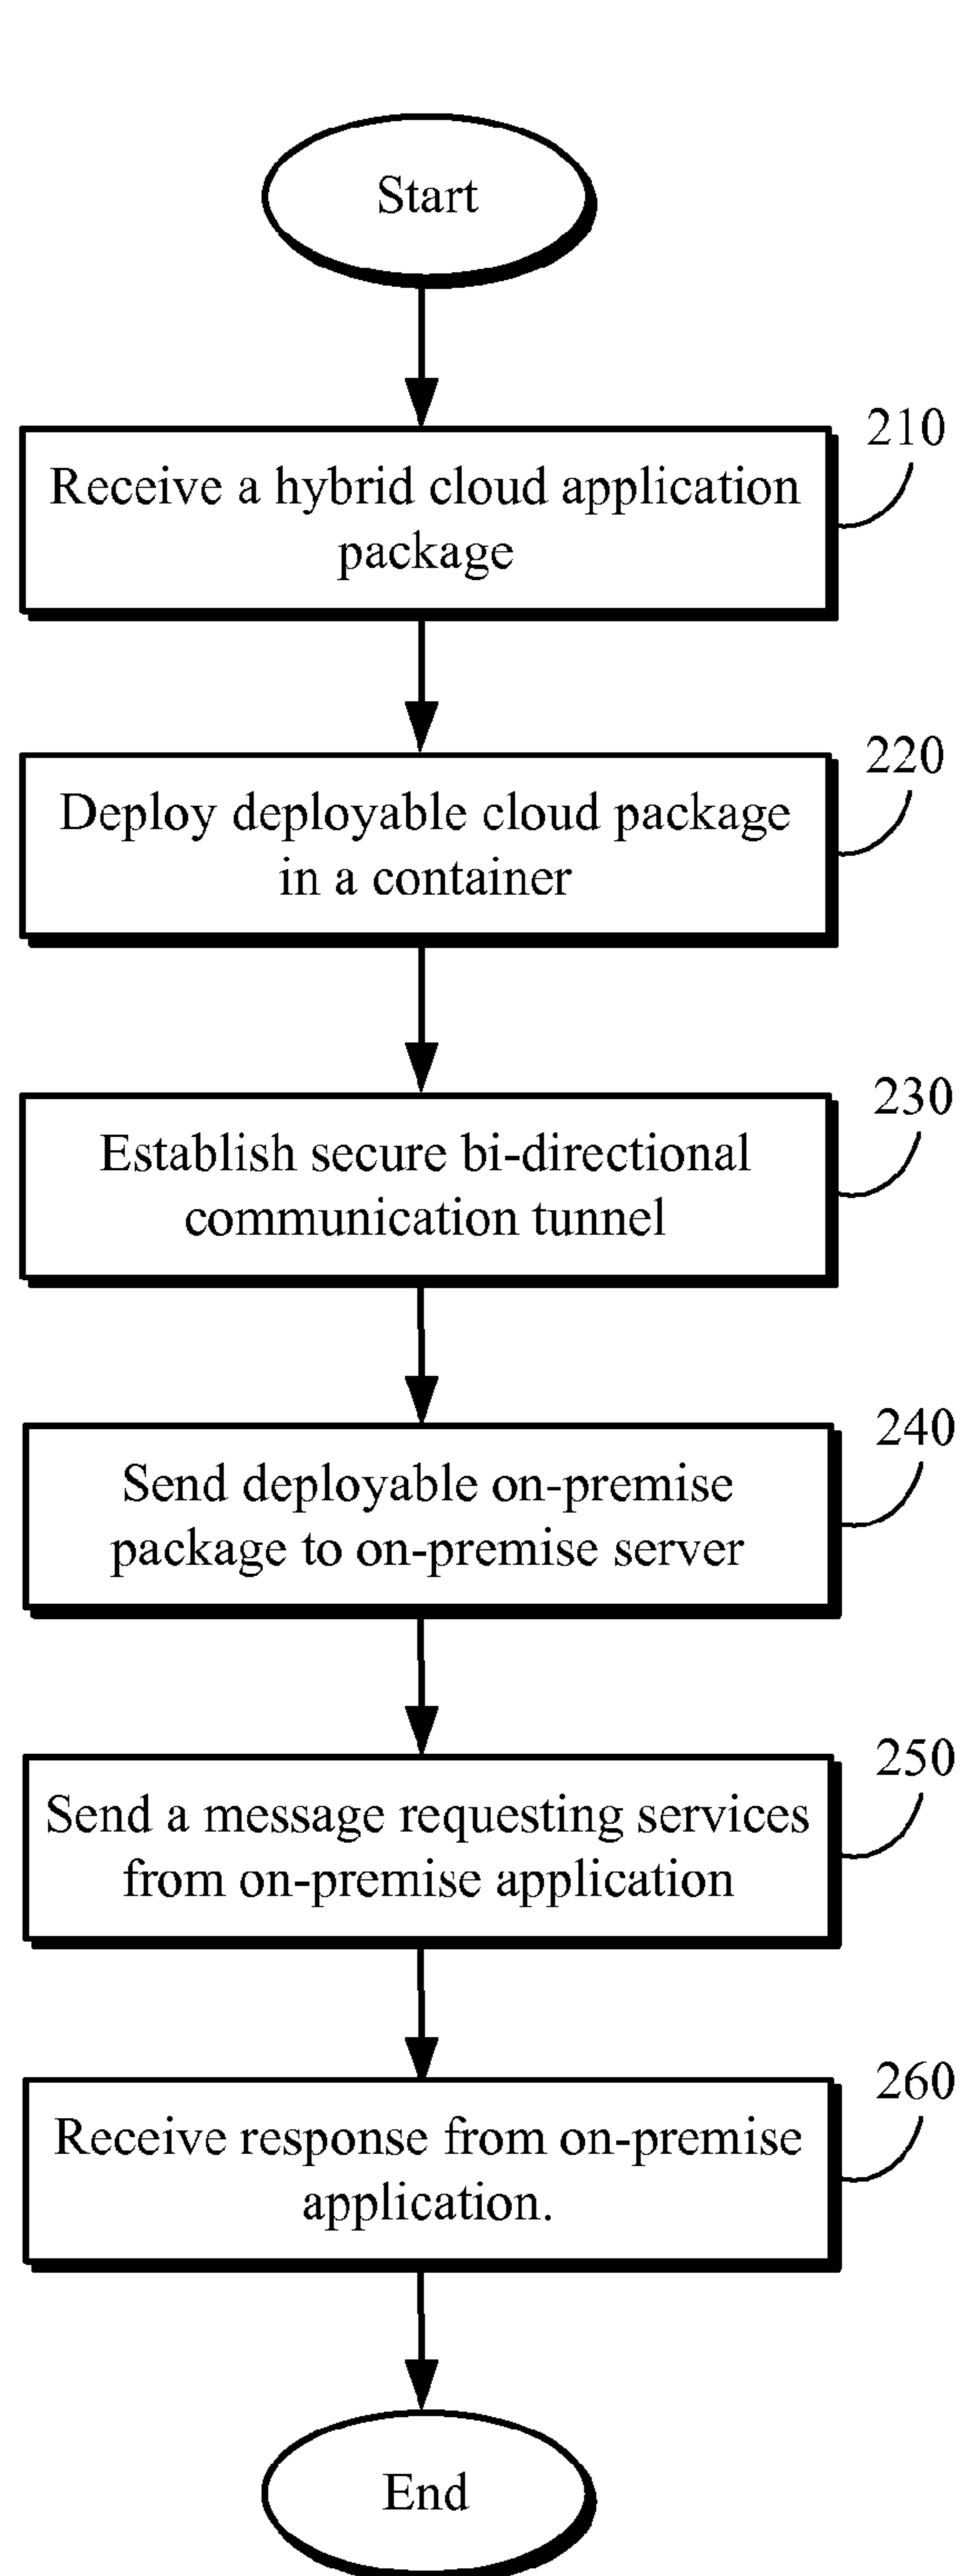 Start
210
Receive a hybrid cloud application
package
220
Deploy deployable cloud package
in a container
230
Establish secure bi-directional
communication tunnel
240
Send deployable on-premise
package to on-premise server
250
Send a message requesting services
from on-premise application
260
Receive response from on-premise
application.
End